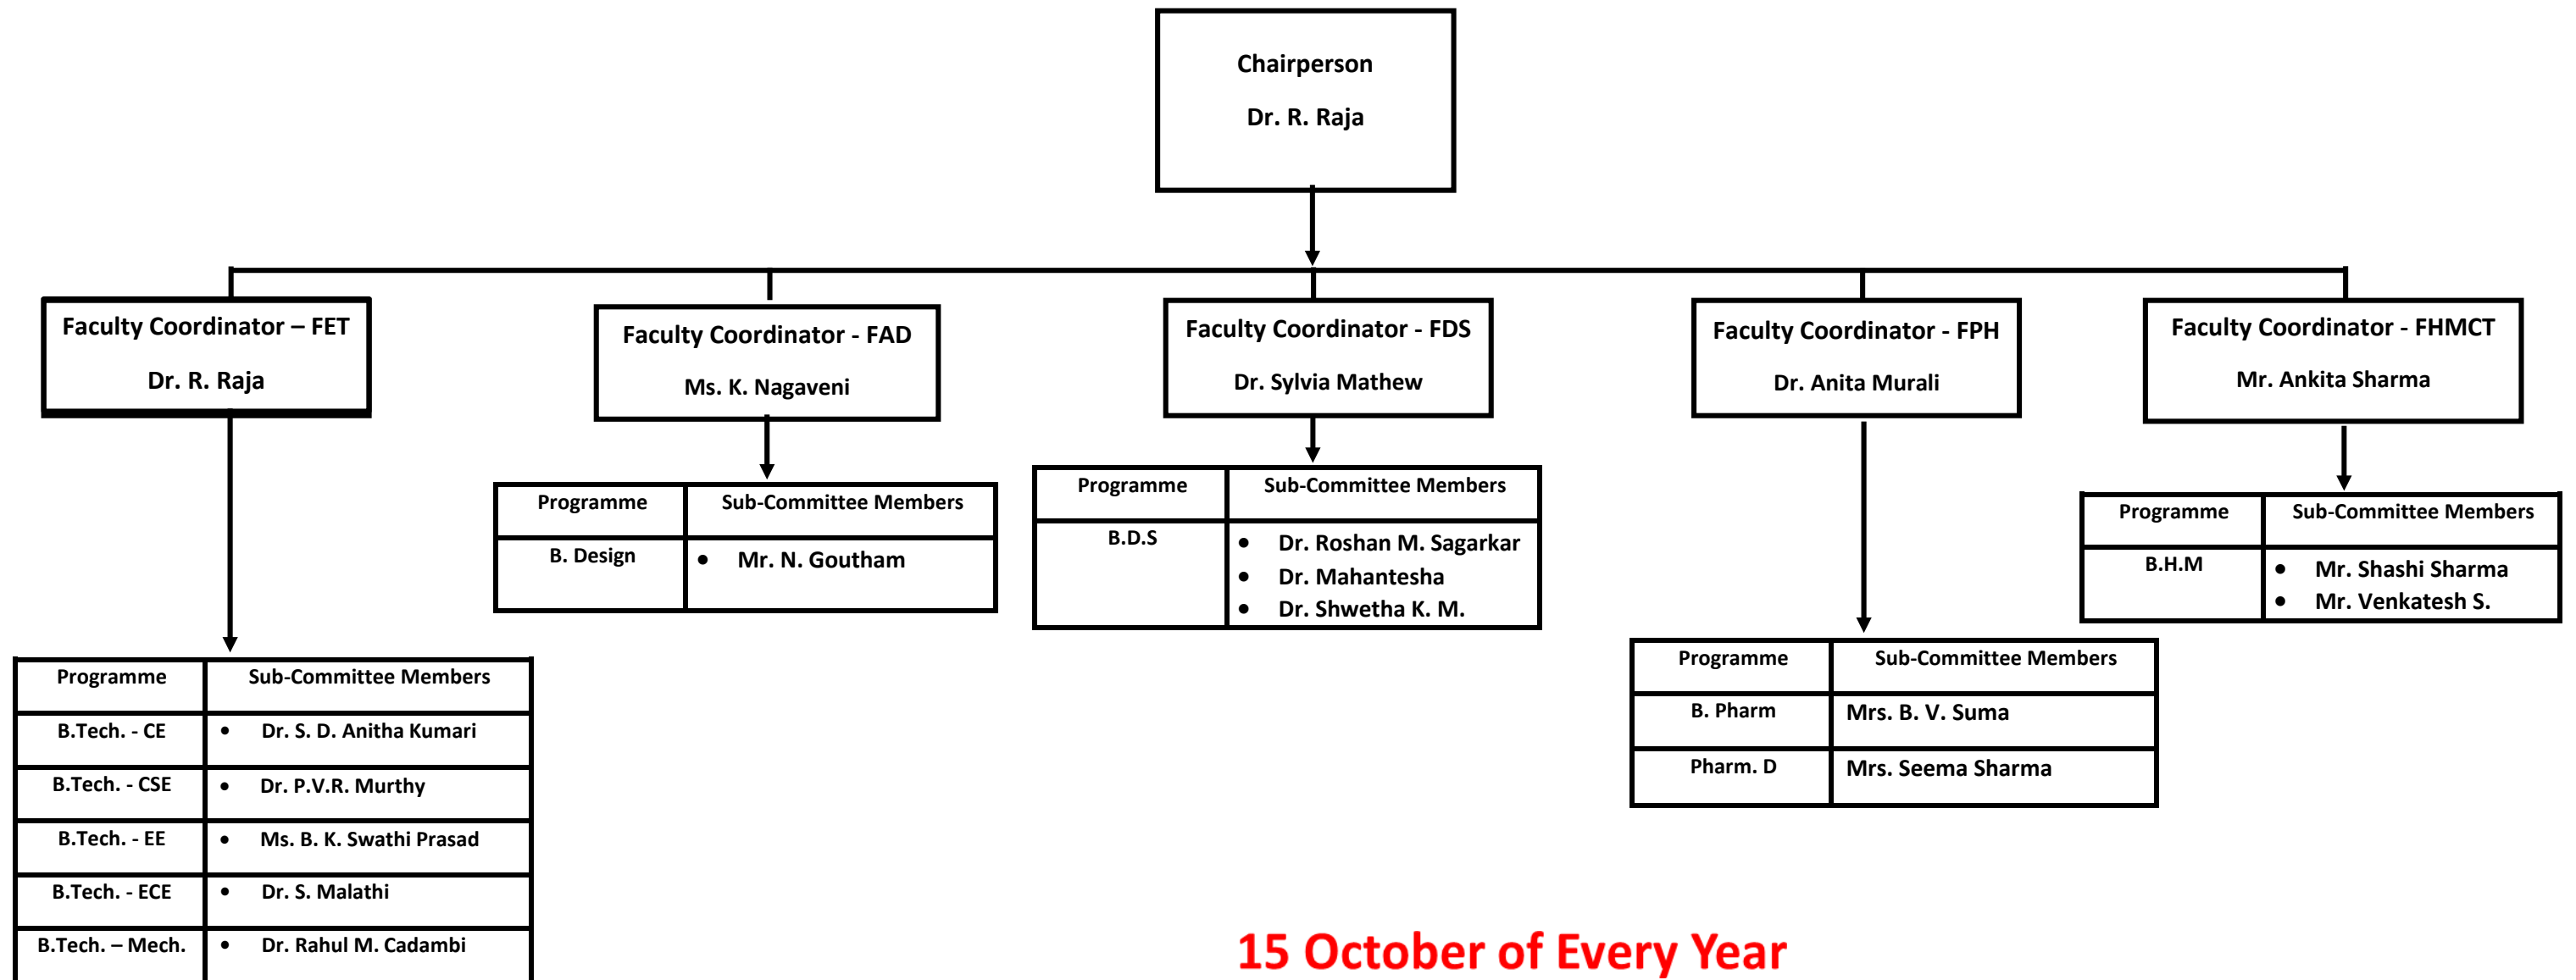 Chairperson
Dr. R. Raja
Faculty Coordinator – FET
Dr. R. Raja
Faculty Coordinator - FAD
Ms. K. Nagaveni
Faculty Coordinator - FDS
Dr. Sylvia Mathew
Faculty Coordinator - FPH
Dr. Anita Murali
Faculty Coordinator - FHMCT
Mr. Ankita Sharma
Programme Sub-Committee Members
B.Tech. - CE • Dr. S. D. Anitha Kumari
B.Tech. - CSE • Dr. P.V.R. Murthy
B.Tech. - EE • Ms. B. K. Swathi Prasad
B.Tech. - ECE • Dr. S. Malathi
B.Tech. – Mech. • Dr. Rahul M. Cadambi
Programme Sub-Committee Members
B. Design • Mr. N. Goutham
Programme Sub-Committee Members
B.D.S • Dr. Roshan M. Sagarkar
• Dr. Mahantesha
• Dr. Shwetha K. M.
Programme Sub-Committee Members
B. Pharm Mrs. B. V. Suma
Pharm. D Mrs. Seema Sharma
Programme Sub-Committee Members
B.H.M • Mr. Shashi Sharma
• Mr. Venkatesh S.
15 October of Every Year